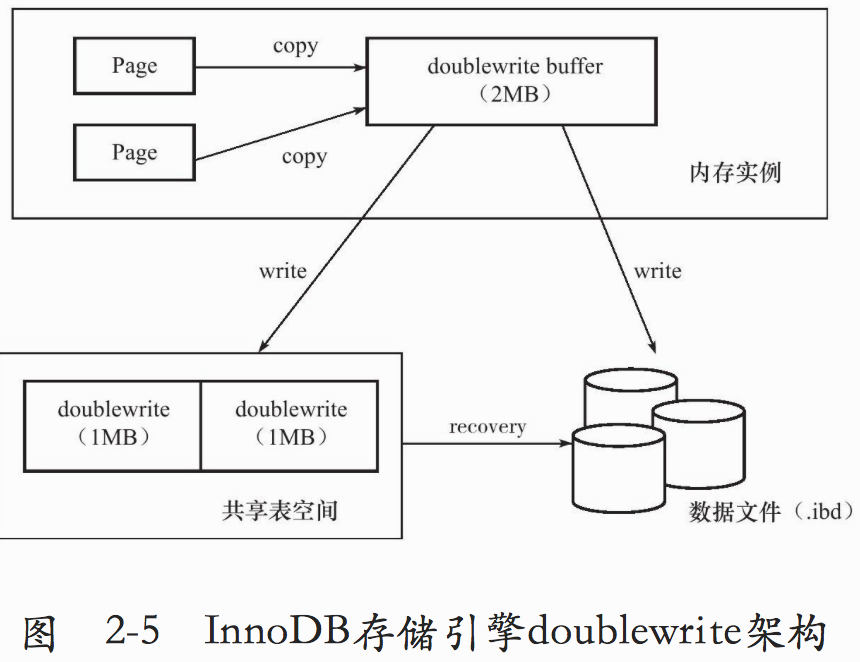 copy
Page
doublewrite buffer
（2MB）
Page
copy
内存实例
write
write
doublewrite
（1MB）
doublewrite
（1MB）
recovery
共享表空间
数据文件（.ibd）
图 2-5 InnoDB存储引擎doublewrite架构